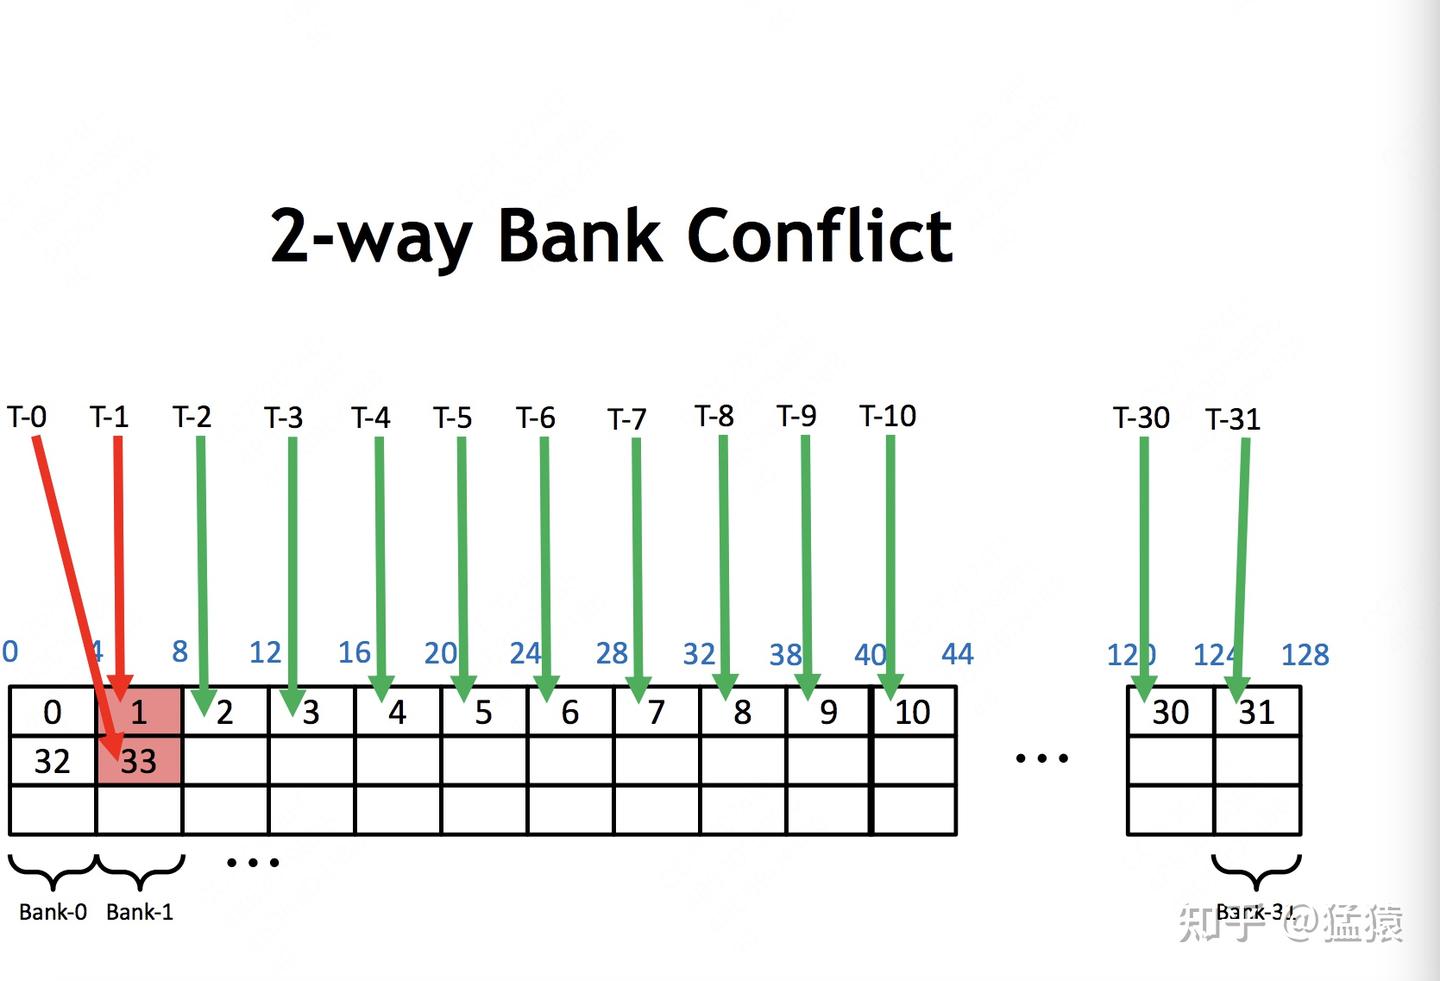 2-way Bank Conflict
T-0 T-1 T-2 T-3 T-4 T-5 T-6 T-7 T-8 T-9 T-10 T-30 T-31
0 4 8 12 16 20 24 28 32 38 40 44 120 124 128
0 1 2 3 4 5 6 7 8 9 10 30 31
32 33
... 
...
Bank-0 Bank-1 Bank-31
知乎 @猛猿